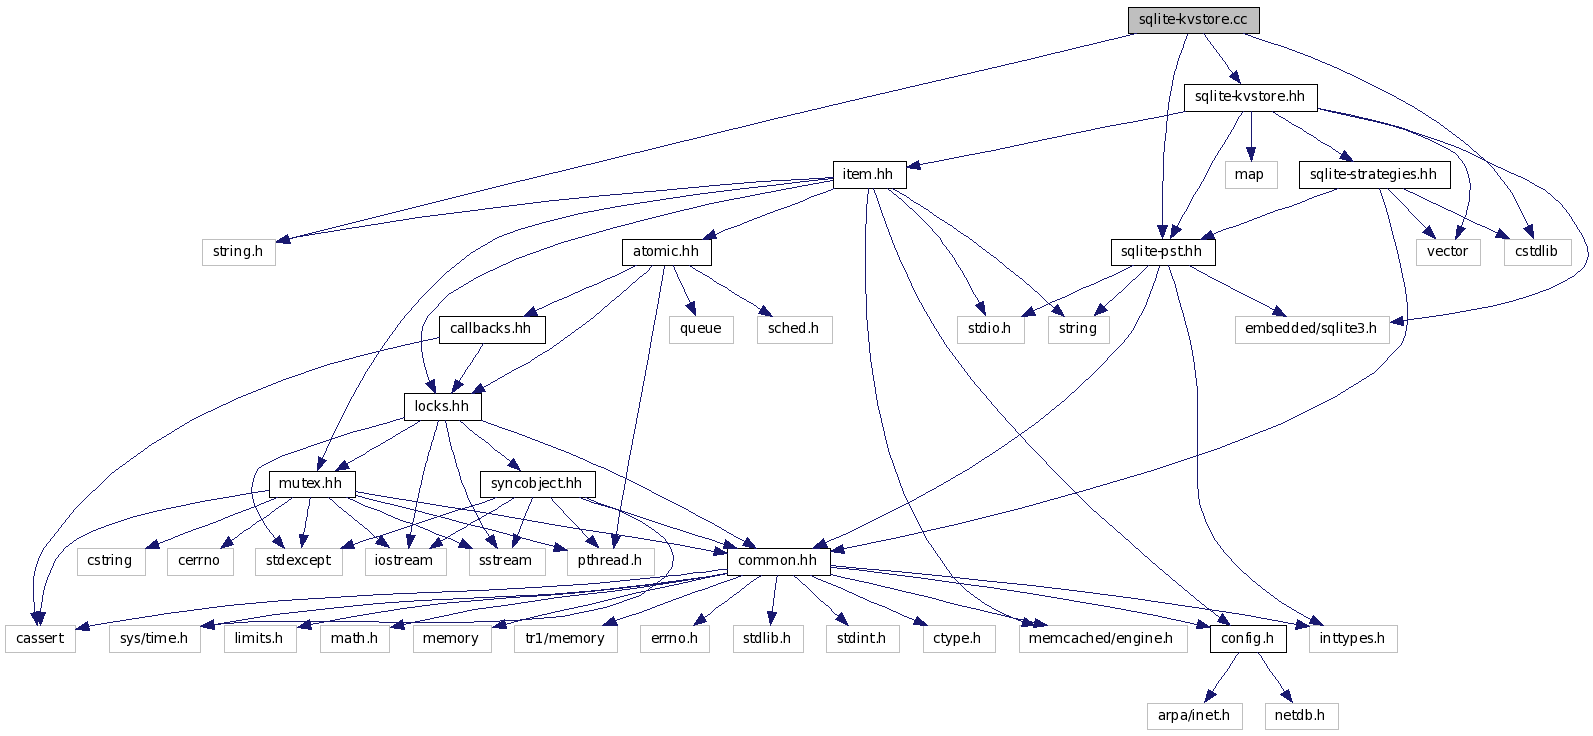 sqlite-kvstore.cc
sqlite-kvstore.hh
item.hh
map
sqlite-strategies.hh
string.h
atomic.hh
sqlite-pst.hh
vector
cstdlib
callbacks.hh
queue
sched.h
stdio.h
string
embedded/sqlite3.h
locks.hh
mutex.hh
syncobject.hh
cstring
cerrno
stdexcept
iostream
sstream
pthread.h
common.hh
cassert
sys/time.h
limits.h
math.h
memory
tr1/memory
errno.h
stdlib.h
stdint.h
ctype.h
memcached/engine.h
config.h
inttypes.h
arpa/inet.h
netdb.h